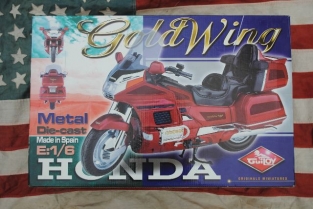 Gold Wing
Metal
Die-cast
Made in Spain
E:1/6
HONDA
GUILOY